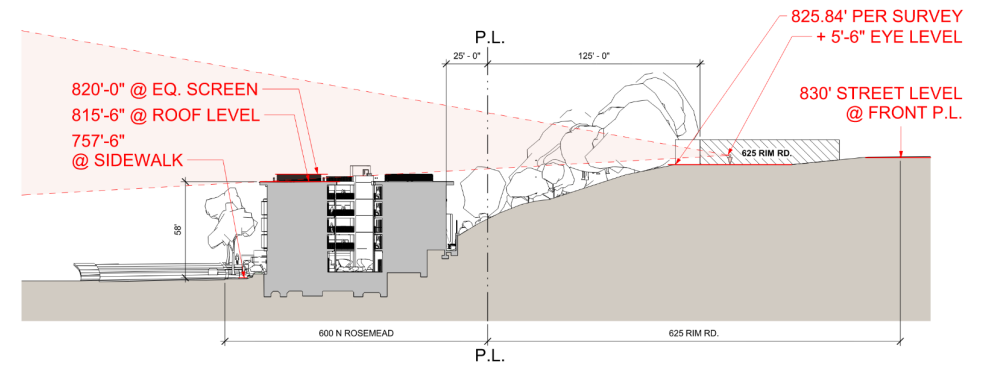 825.84' PER SURVEY
+ 5'-6" EYE LEVEL
P.L.
25' - 0"
125' - 0"
820'-0" @ EQ. SCREEN
815'-6" @ ROOF LEVEL
757'-6"
@ SIDEWALK
830' STREET LEVEL
@ FRONT P.L.
625 RIM RD.
58'
600 N ROSEMEAD
625 RIM RD.
P.L.